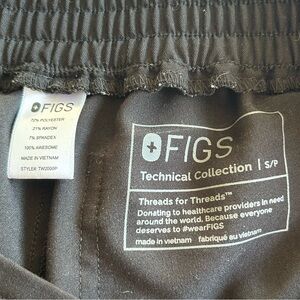 FIGS
72% POLYESTER
21% RAYON
7% SPANDEX
100% AWESOME
MADE IN VIETNAM
STYLE# TW2000P
FIGS
Technical Collection | S/P
Threads for Threads™
Donating to healthcare providers in need
around the world. Because everyone
deserves to #wearFIGS
made in vietnam fabriqué au vietnam